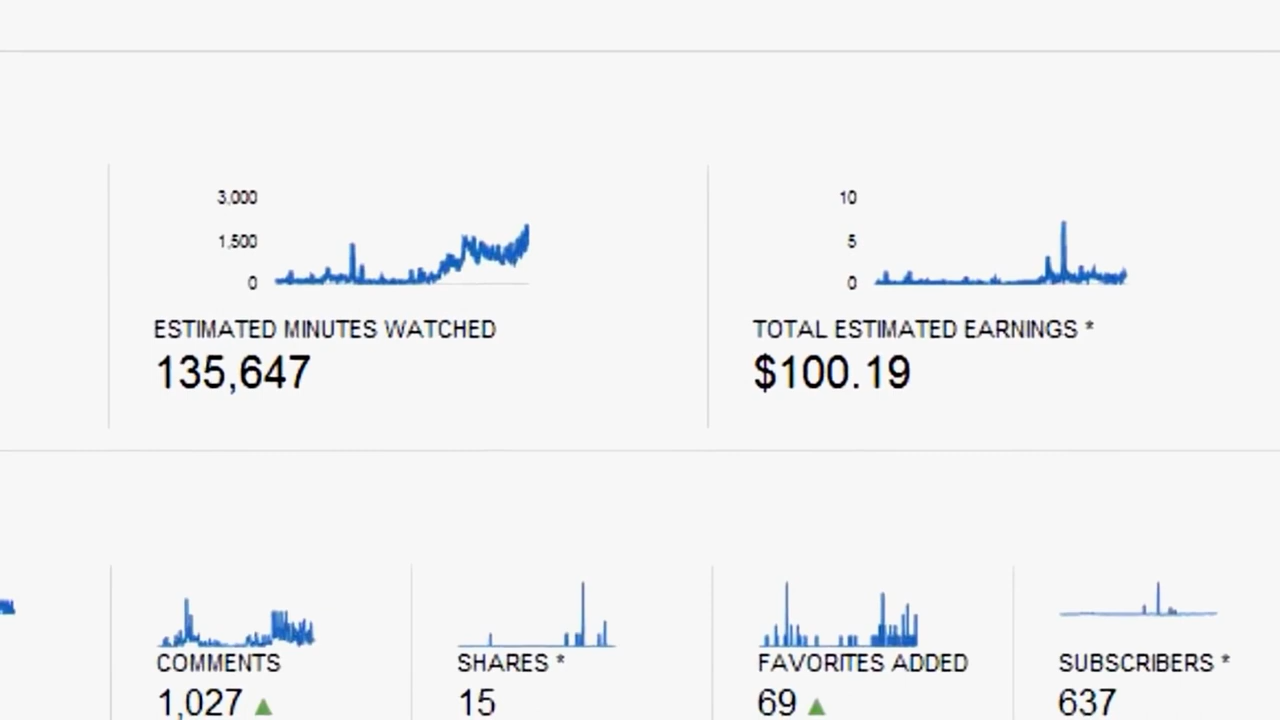 3,000
1,500
0
ESTIMATED MINUTES WATCHED
135,647
10
5
0
TOTAL ESTIMATED EARNINGS *
$100.19
COMMENTS
1,027
SHARES *
15
FAVORITES ADDED
69
SUBSCRIBERS *
637